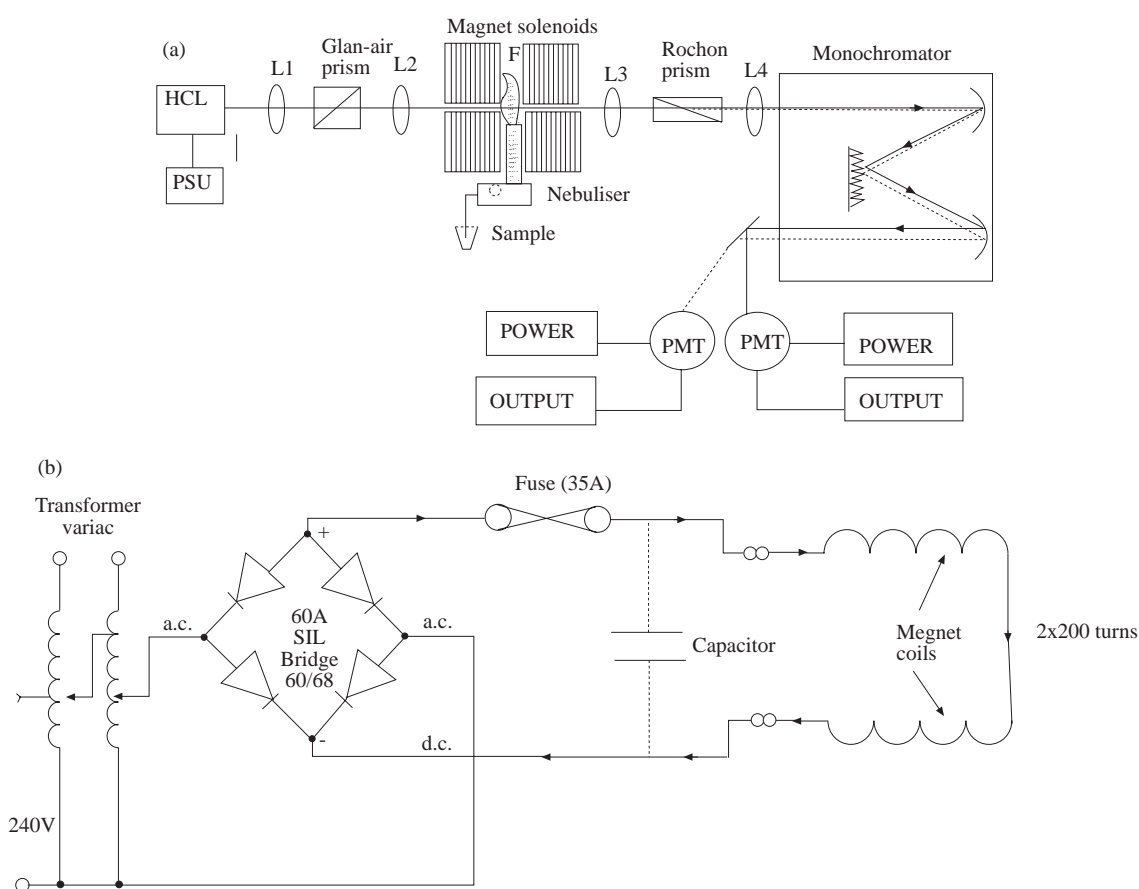 (a)
Magnet solenoids
Glan-air
prism
F
Rochon
prism
Monochromator
L1
L2
L3
L4
HCL
PSU
Nebuliser
Sample
POWER
PMT
PMT
POWER
OUTPUT
OUTPUT
(b)
Fuse (35A)
Transformer
variac
+
a.c.
60A
SIL
Bridge
60/68
a.c.
Capacitor
Megnet
coils
2x200 turns
-
d.c.
240V